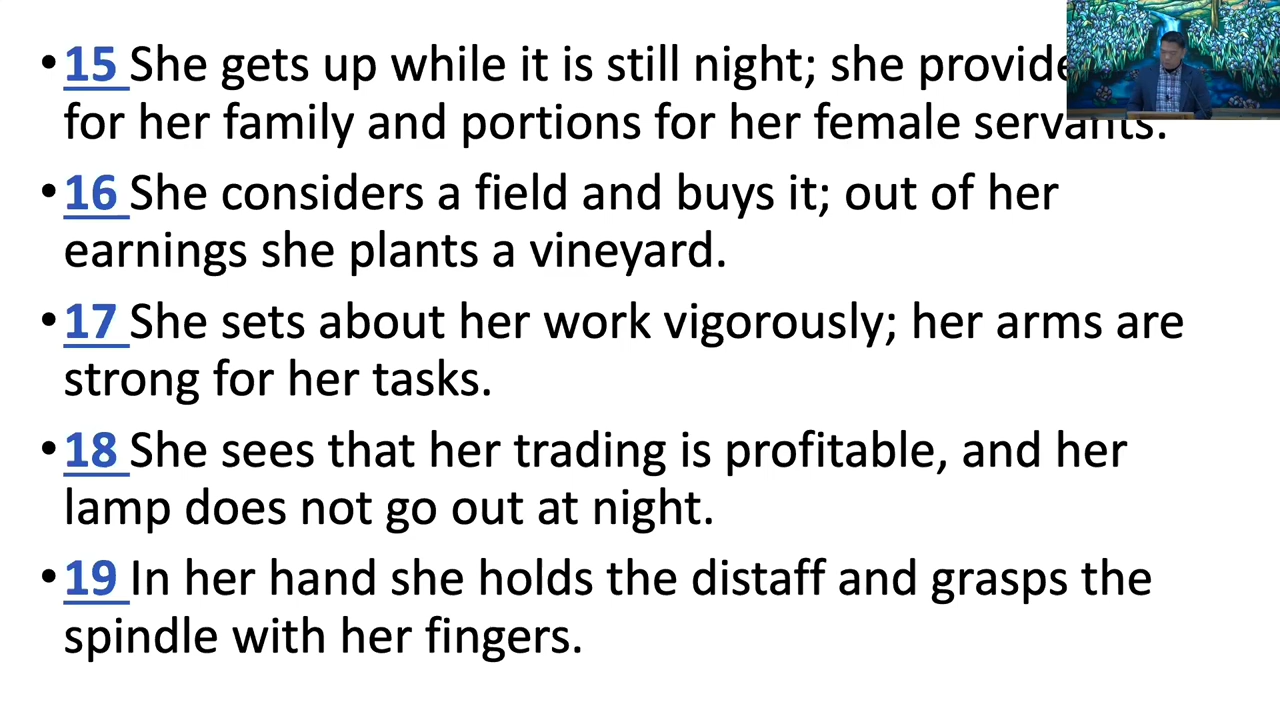 • 15 She gets up while it is still night; she provide
for her family and portions for her female servants.
• 16 She considers a field and buys it; out of her
earnings she plants a vineyard.
• 17 She sets about her work vigorously; her arms are
strong for her tasks.
• 18 She sees that her trading is profitable, and her
lamp does not go out at night.
• 19 In her hand she holds the distaff and grasps the
spindle with her fingers.